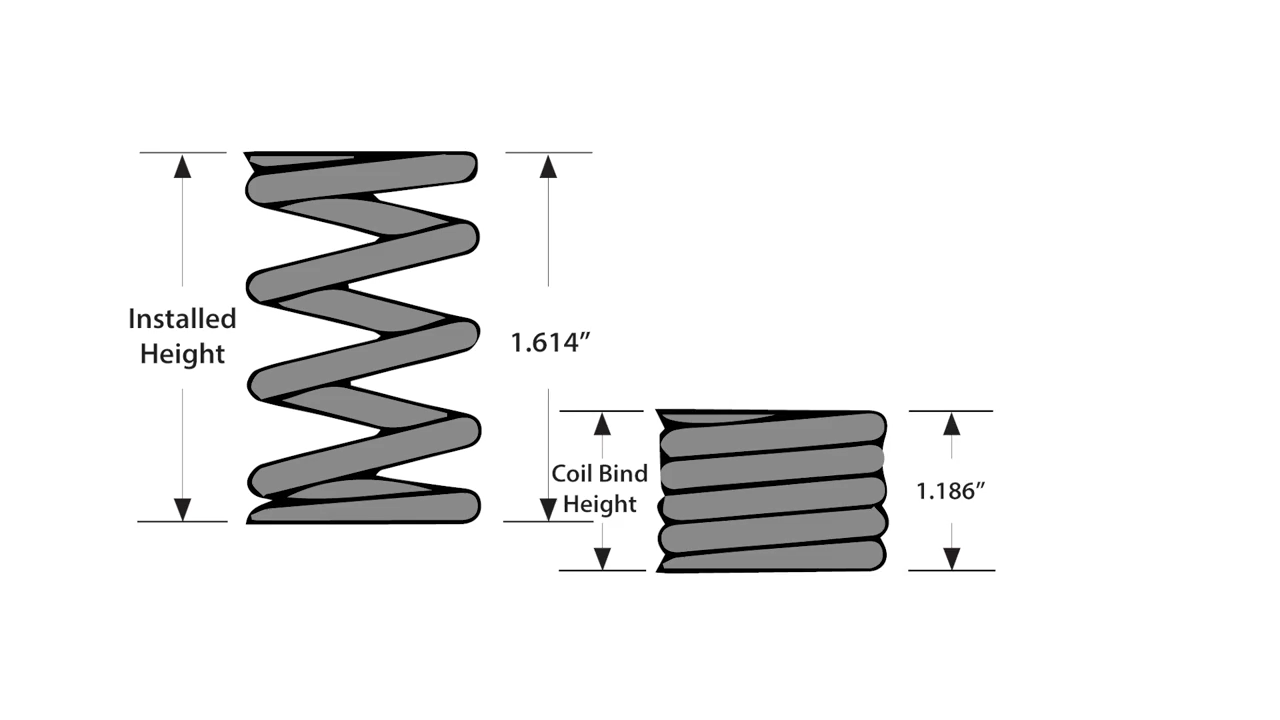 Installed
Height
1.614”
Coil Bind
Height
1.186”